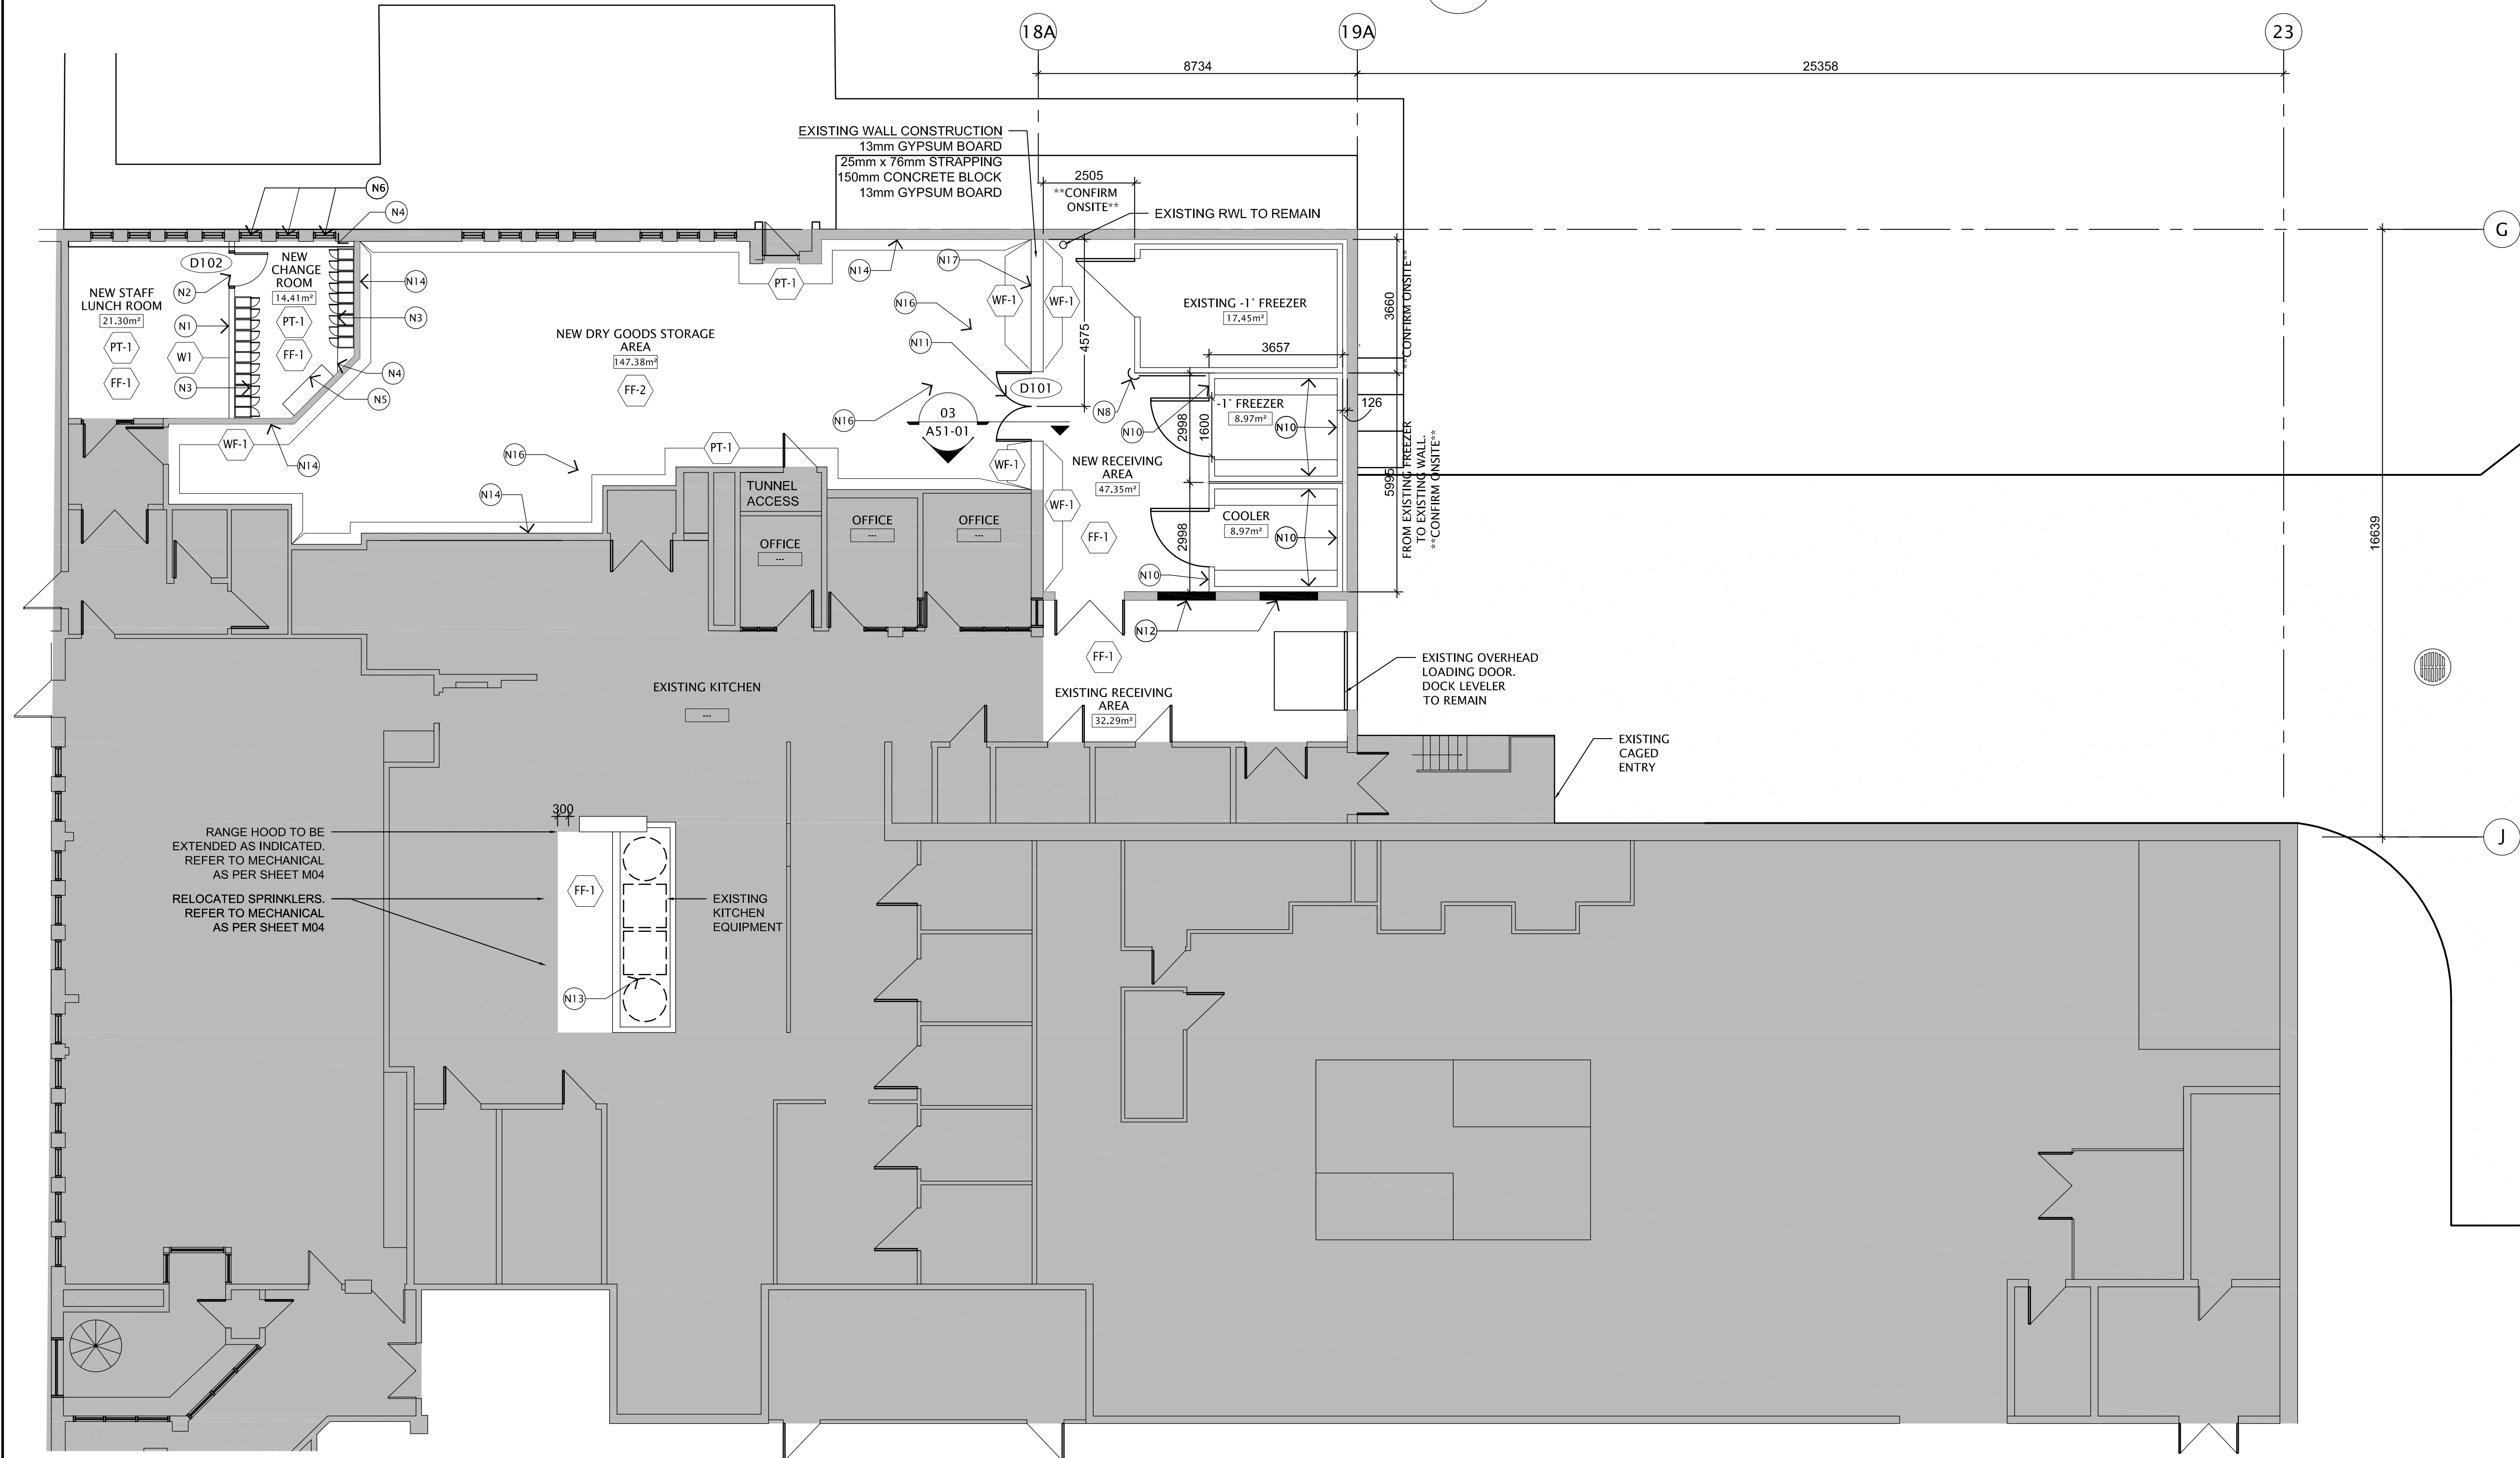 18A
19A
23
8734
25358
EXISTING WALL CONSTRUCTION
13mm GYPSUM BOARD
25mm x 76mm STRAPPING
150mm CONCRETE BLOCK
13mm GYPSUM BOARD
2505
**CONFIRM
ONSITE**
EXISTING RWL TO REMAIN
N6
N4
G
D102
NEW
CHANGE
ROOM
14.41m²
PT-1
FF-1
N2
N1
W1
N3
NEW STAFF
LUNCH ROOM
21.30m²
PT-1
FF-1
N14
N3
N4
N5
WF-1
N14
NEW DRY GOODS STORAGE
AREA
147.38m²
FF-2
PT-1
N14
N17
N16
N11
WF-1
WF-1
4575
D101
N16
03
A51-01
N16
N14
PT-1
WF-1
WF-1
EXISTING -1° FREEZER
17.45m²
3660
**CONFIRM ONSITE**
3657
N8
-1° FREEZER
8.97m²
N10
N10
2998
1600
126
NEW RECEIVING
AREA
47.35m²
FF-1
COOLER
8.97m²
N10
N10
2998
5995
FROM EXISTING FREEZER
TO EXISTING WALL.
**CONFIRM ONSITE**
16639
TUNNEL
ACCESS
OFFICE
---
OFFICE
---
OFFICE
---
N12
FF-1
EXISTING RECEIVING
AREA
32.29m²
EXISTING OVERHEAD
LOADING DOOR.
DOCK LEVELER
TO REMAIN
EXISTING KITCHEN
---
EXISTING
CAGED
ENTRY
J
300
RANGE HOOD TO BE
EXTENDED AS INDICATED.
REFER TO MECHANICAL
AS PER SHEET M04
RELOCATED SPRINKLERS.
REFER TO MECHANICAL
AS PER SHEET M04
FF-1
EXISTING
KITCHEN
EQUIPMENT
N13